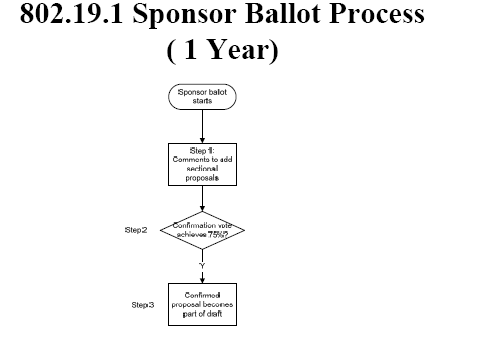 802.19.1 Sponsor Ballot Process
( 1 Year)
Sponsor ballot
starts
Step 1:
Comments to add
sectional
proposals
Step2
Confirmation vote
achieves 75%?
Y
Step3
Confirmed
proposal becomes
part of draft